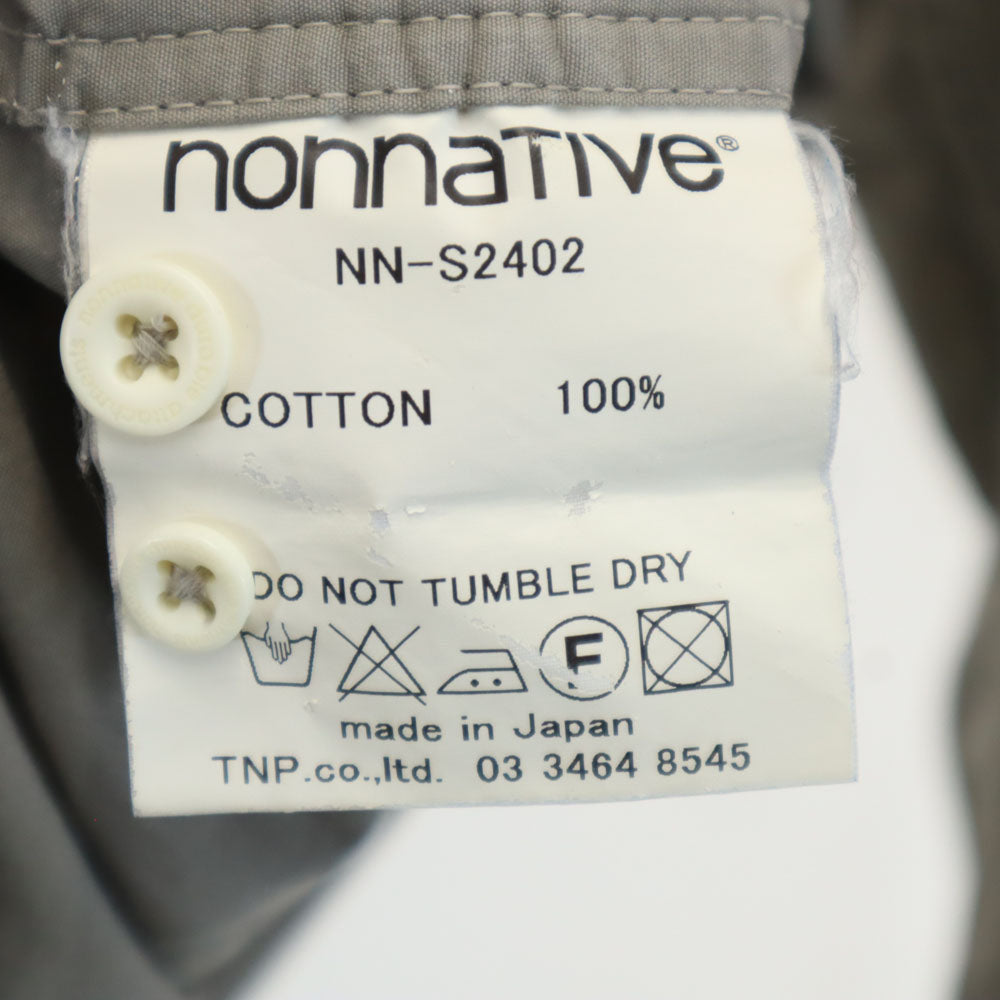 nonnative®
NN-S2402
COTTON 100%
DO NOT TUMBLE DRY
F
made in Japan
TNP.co.,ltd. 03 3464 8545